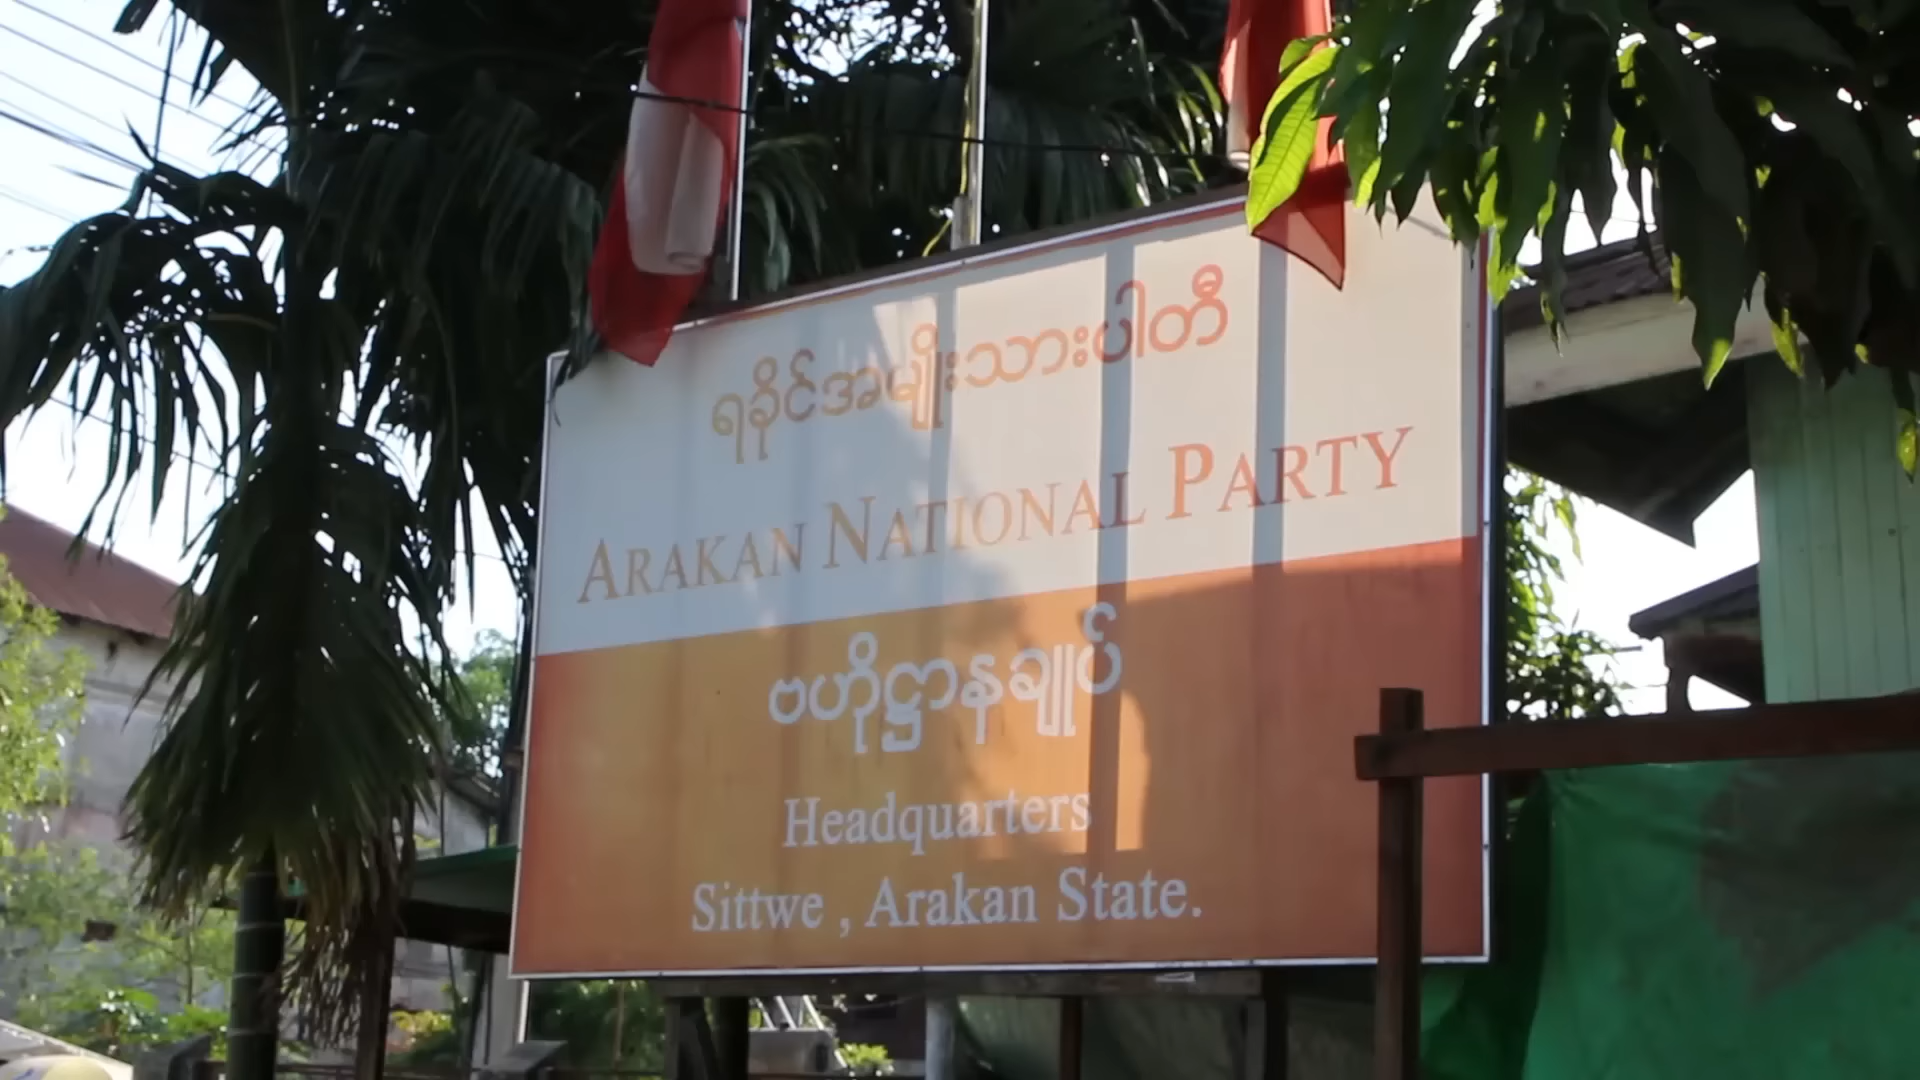 ရခိုင်အမျိုးသားပါတီ
ARAKAN NATIONAL PARTY
ဗဟိုဋ္ဌာနချုပ်
Headquarters
Sittwe , Arakan State.